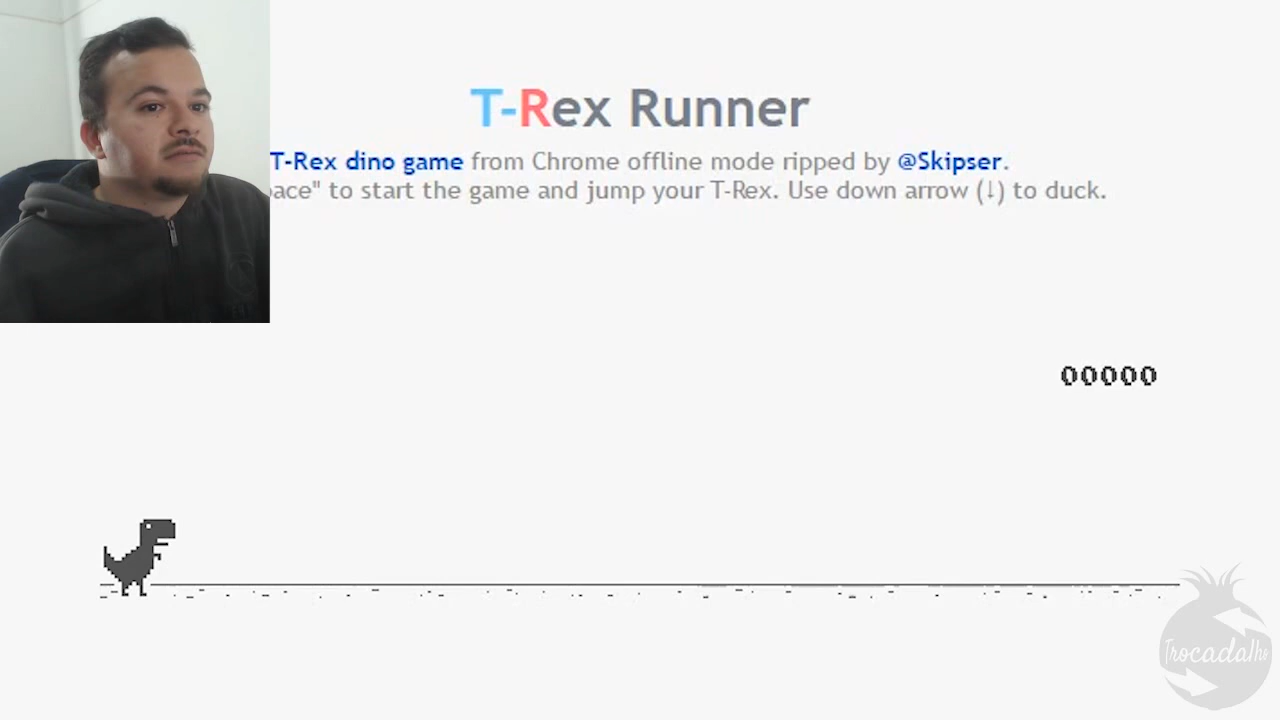 T-Rex Runner
T-Rex dino game from Chrome offline mode ripped by @Skipser.
pace" to start the game and jump your T-Rex. Use down arrow (↓) to duck.
00000
Trocadalho